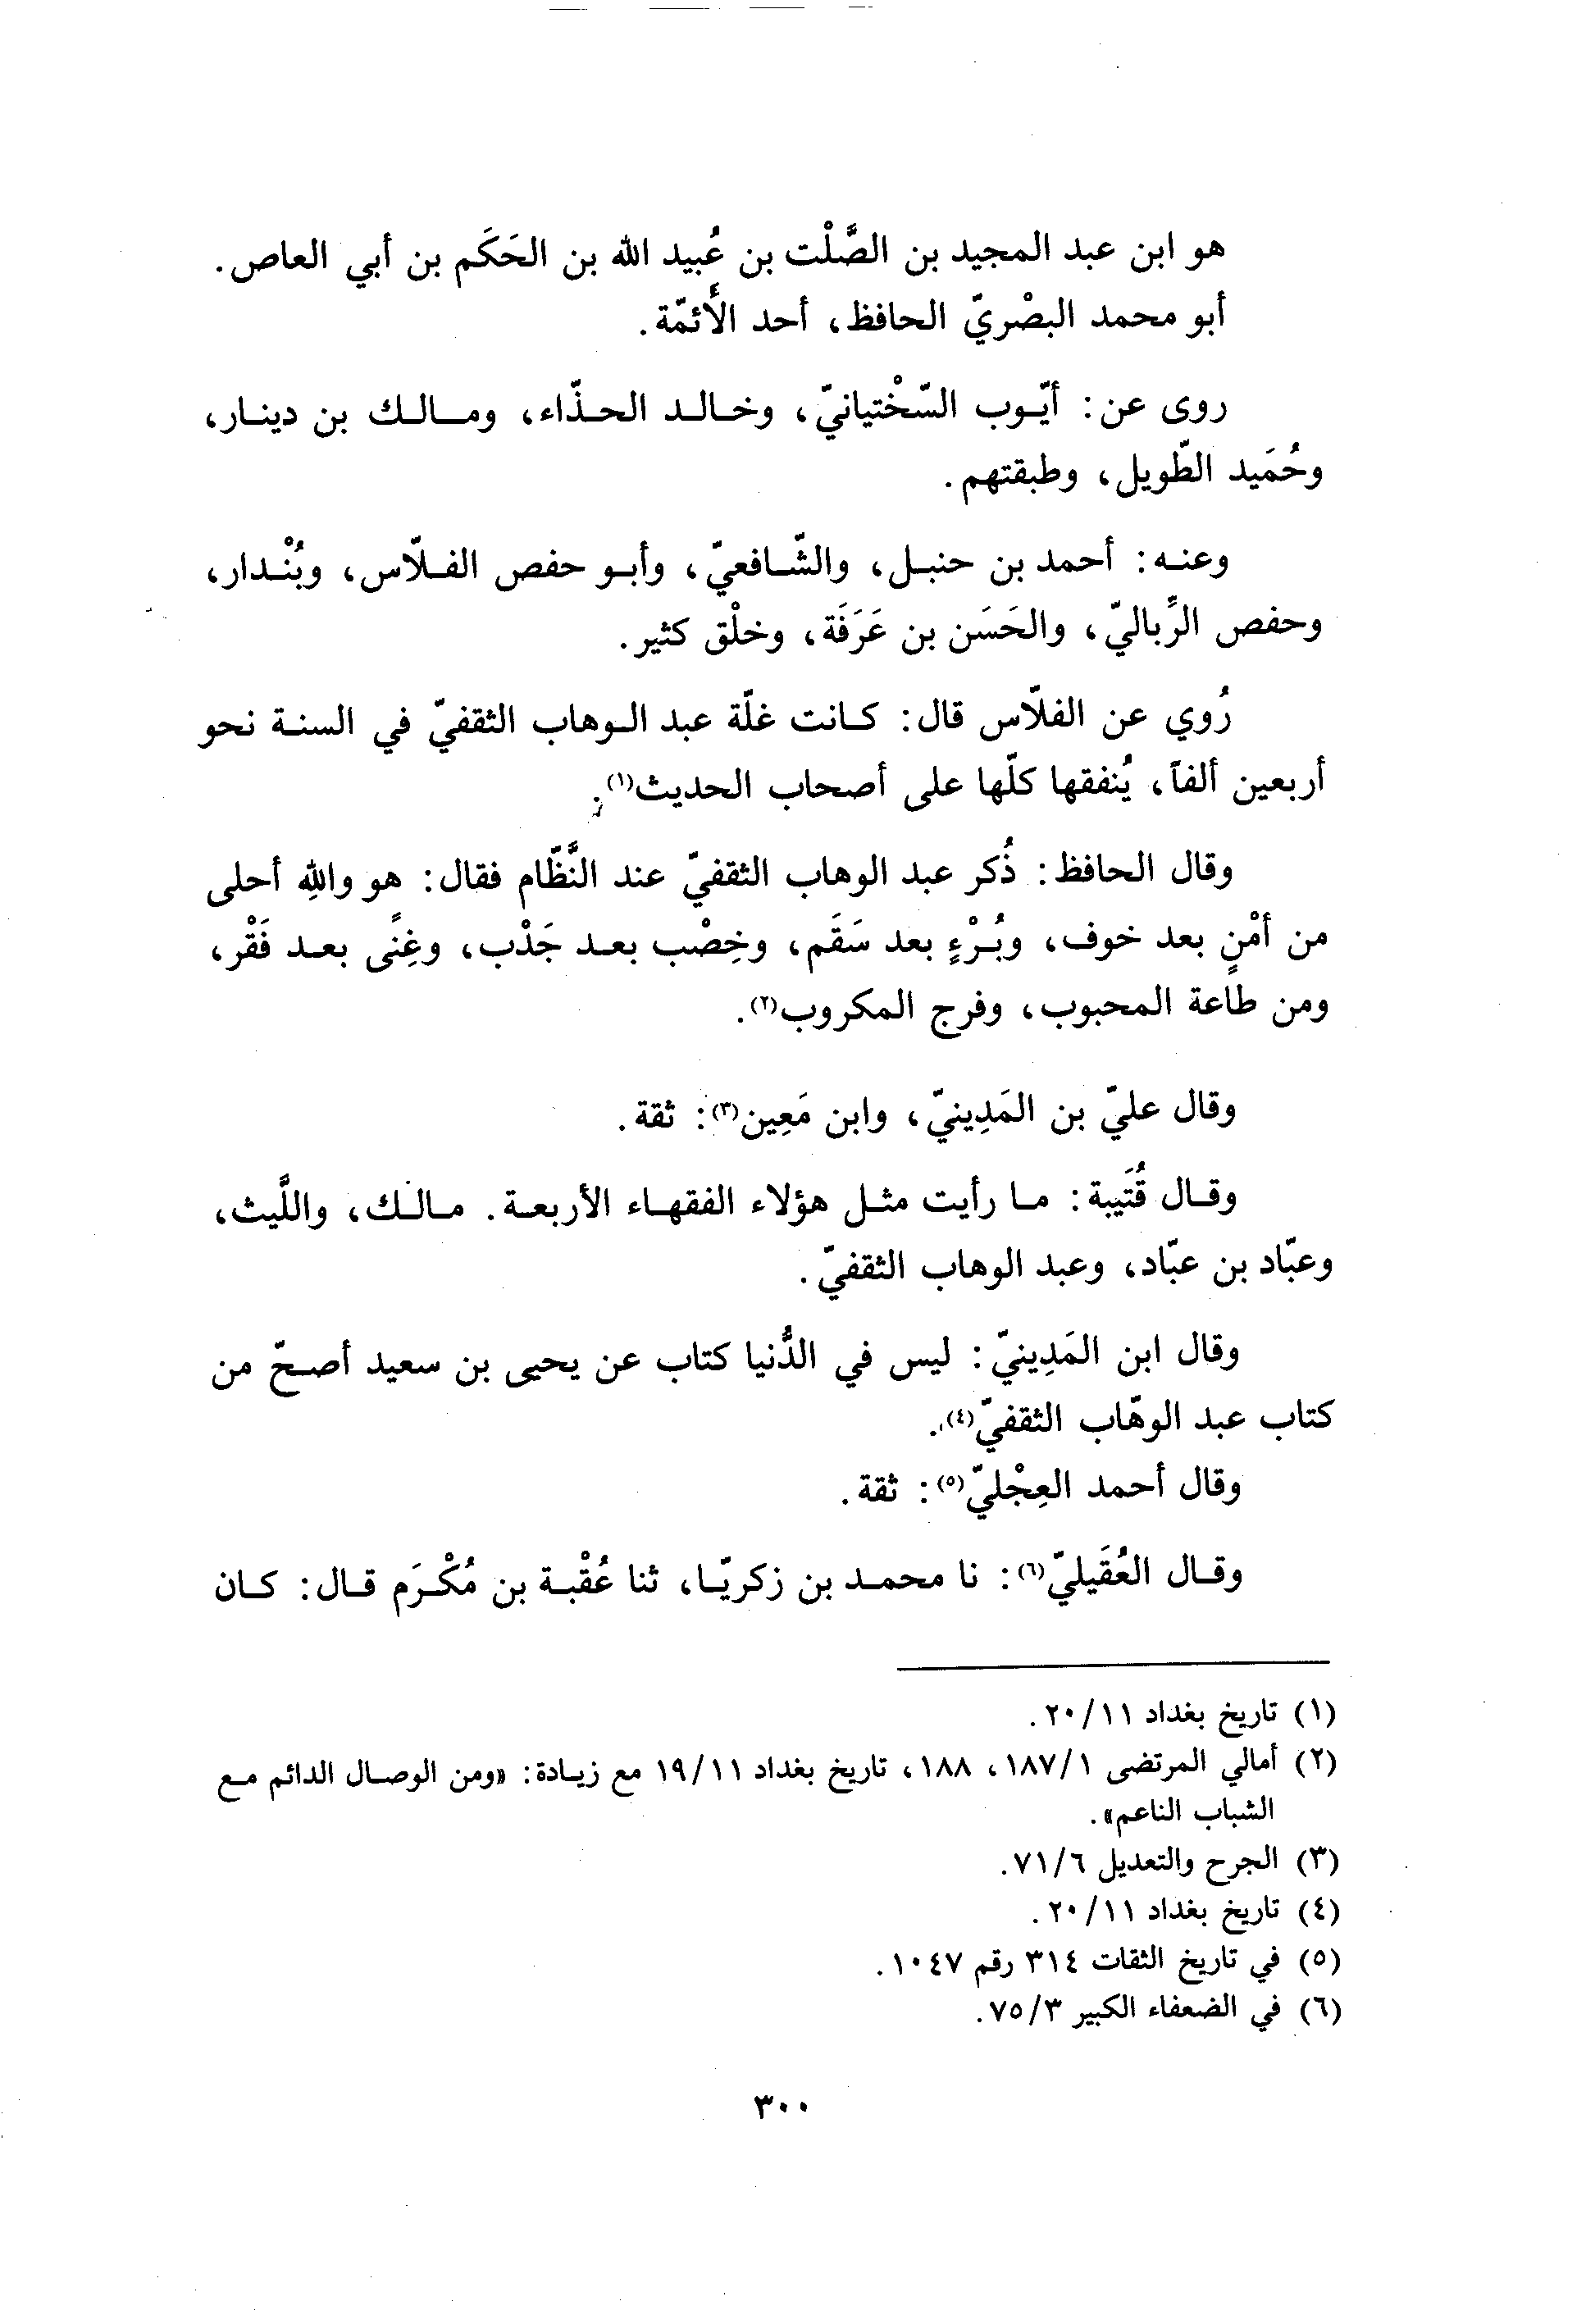 هو ابن عبد المجيد بن الصَّلْت بن عُبيد الله بن الحَكَم بن أبي العاص.
أبو محمد البصْريّ الحافظ، أحد الأَئمّة.
روى عن: أيّوب السّخْتيانيّ، وخالد الحذّاء، ومالك بن دينار،
وحُمَيد الطّويل، وطبقتهم.
وعنه: أحمد بن حنبل، والشّافعيّ، وأبو حفص الفلّاس، وبُنْدار،
وحفص الرِّباليّ، والحَسَن بن عَرَفَة، وخلْق كثير.
رُوي عن الفلّاس قال: كانت غلّة عبد الوهاب الثقفيّ في السنة نحو
أربعين ألفاً، يُنفقها كلّها على أصحاب الحديث(١).
وقال الحافظ: ذُكر عبد الوهاب الثقفيّ عند النَّظّام فقال: هو واللهِ أحلى
من أمْنٍ بعد خوف، وبُرْءٍ بعد سَقَم، وخِصْب بعد جَدْب، وغِنًى بعد فَقْر،
ومن طاعة المحبوب، وفرج المكروب(٢).
وقال عليّ بن المَدِينيّ، وابن مَعِين(٣): ثقة.
وقال قُتَيبة: ما رأيت مثل هؤلاء الفقهاء الأربعة. مالك، واللَّيث،
وعبّاد بن عبّاد، وعبد الوهاب الثقفيّ.
وقال ابن المَدِينيّ: ليس في الدُّنيا كتاب عن يحيى بن سعيد أصحّ من
كتاب عبد الوهّاب الثقفيّ(٤).
وقال أحمد العِجْليّ(٥): ثقة.
وقال العُقَيليّ(٦): نا محمد بن زكريّا، ثنا عُقْبة بن مُكْرَم قال: كان
(١) تاريخ بغداد ٢٠/١١.
(٢) أمالي المرتضى ١٨٧/١، ١٨٨، تاريخ بغداد ١٩/١١ مع زيادة: «ومن الوصال الدائم مع
الشباب الناعم».
(٣) الجرح والتعديل ٧١/٦.
(٤) تاريخ بغداد ٢٠/١١.
(٥) في تاريخ الثقات ٣١٤ رقم ١٠٤٧.
(٦) في الضعفاء الكبير ٧٥/٣.
٣٠٠